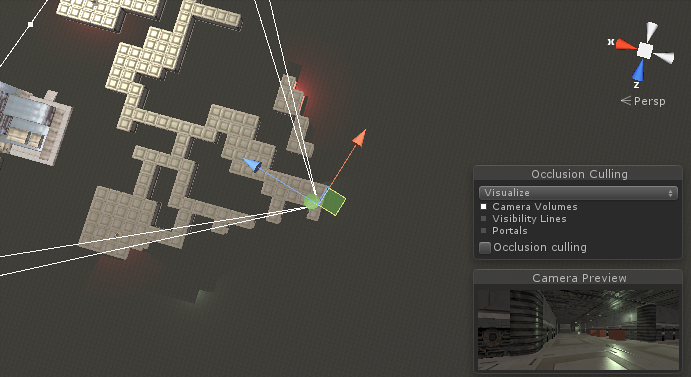 x
z
Persp
Occlusion Culling
Visualize
Camera Volumes
Visibility Lines
Portals
Occlusion culling
Camera Preview